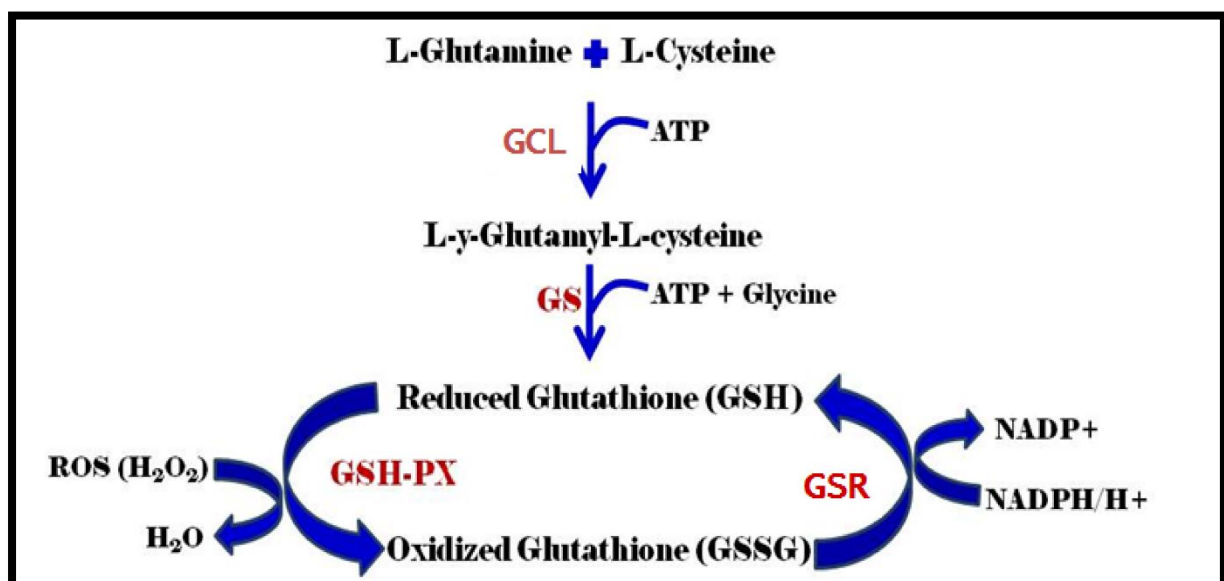 L-Glutamine + L-Cysteine
GCL
ATP
L-y-Glutamyl-L-cysteine
GS
ATP + Glycine
Reduced Glutathione (GSH)
NADP+
ROS (H₂O₂)
GSH-PX
GSR
NADPH/H+
H₂O
Oxidized Glutathione (GSSG)